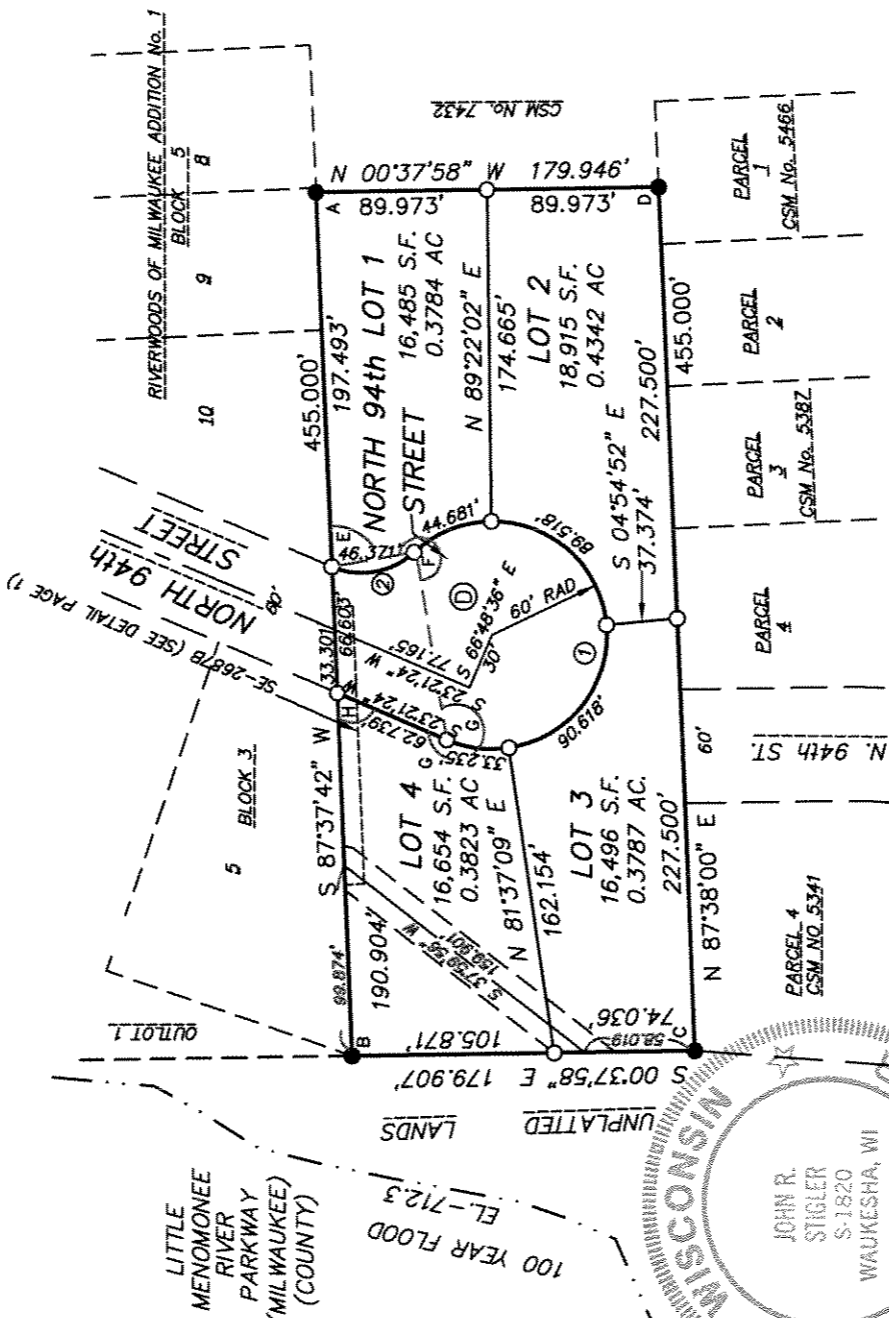 RIVERWOODS OF MILWAUKEE ADDITION No. 1
BLOCK 5
10
9
8
NORTH 94th
STREET
80'
SE-2687B (SEE DETAIL PAGE 1)
5
BLOCK 3
OUTLOT 1
CSM No. 7432
455.000'
197.493'
N 00°37'58" W
179.946'
A
89.973'
89.973'
D
NORTH 94th
STREET
LOT 1
16,485 S.F.
0.3784 AC
N 89°22'02" E
174.665'
LOT 2
18,915 S.F.
0.4342 AC
E
46.371'
F
2
44.681'
89.518'
D
60' RAD
S 66°48'36" E
30'
S 23°21'24" W
77.165'
S 04°54'52" E
37.374'
1
90.618'
33.301'
66.603'
S 87°37'42" W
H
S 23°21'24" W
62.739'
G
G
33.235'
LOT 4
16,654 S.F.
0.3823 AC
N 81°37'09" E
162.154'
LOT 3
16,496 S.F.
0.3787 AC.
99.874'
190.904'
S 37°59'56" W
159.901'
B
105.871'
179.907'
S 00°37'58" E
58.019'
74.036'
C
227.500'
455.000'
227.500'
N 87°38'00" E
60'
N. 94th ST.
PARCEL
1
CSM No. 5466
PARCEL
2
PARCEL
3
CSM No. 5387
PARCEL
4
PARCEL 4
CSM NO 5341
UNPLATTED
LANDS
LITTLE
MENOMONEE
RIVER
PARKWAY
(MILWAUKEE)
(COUNTY)
100 YEAR FLOOD
EL.-712.3
WISCONSIN
JOHN R.
STIGLER
S-1820
WAUKESHA, WI